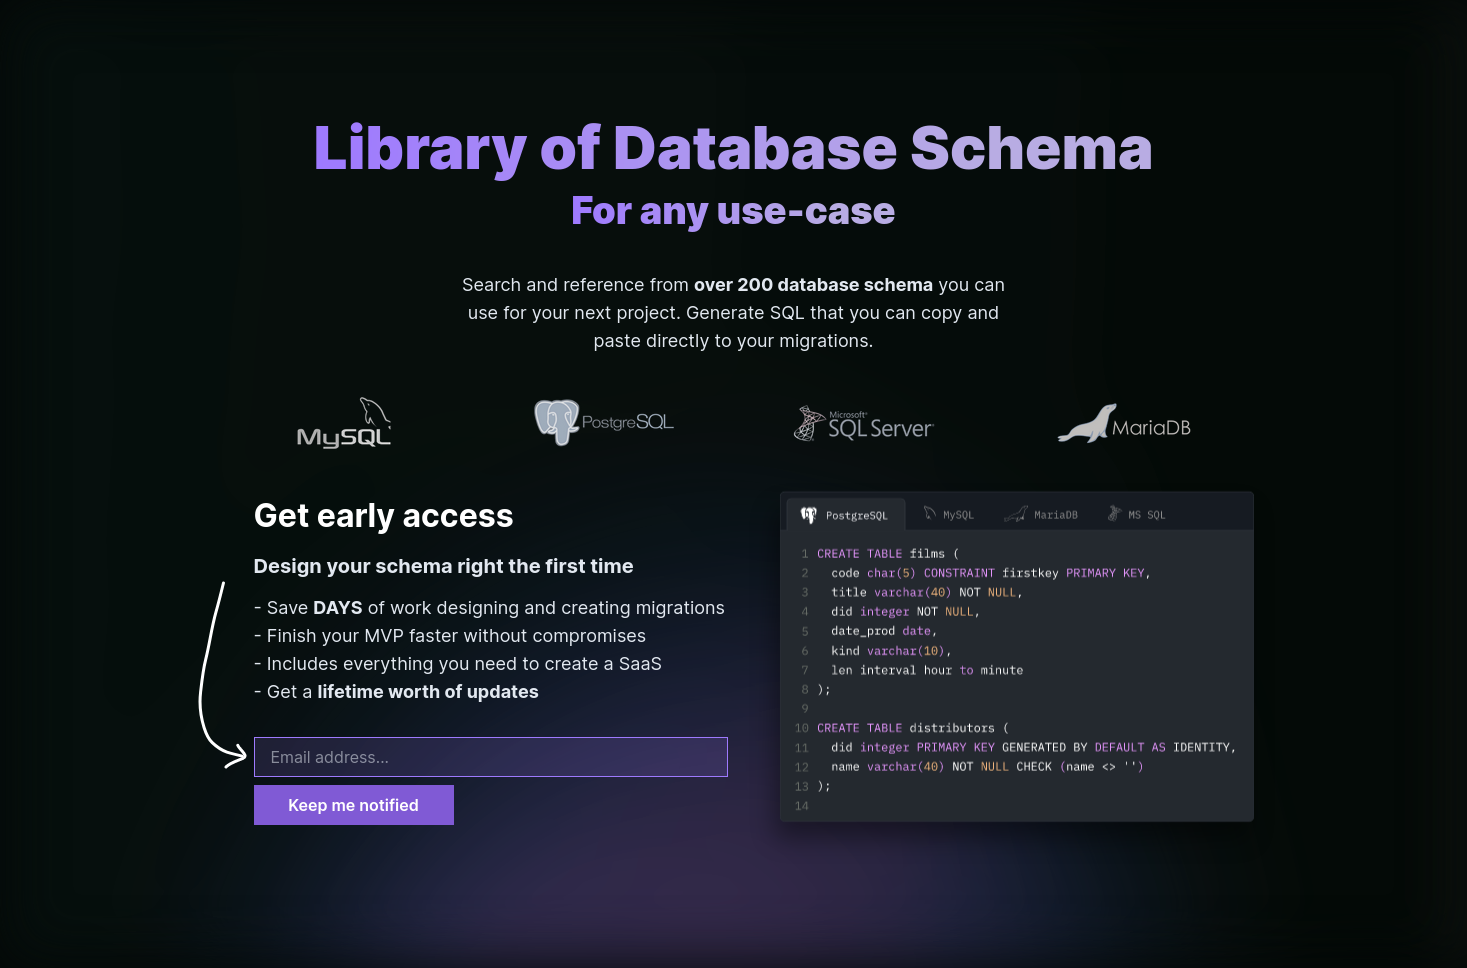 Library of Database Schema
For any use-case
Search and reference from over 200 database schema you can
use for your next project. Generate SQL that you can copy and
paste directly to your migrations.
MySQL
PostgreSQL
Microsoft®
SQL Server
MariaDB
Get early access
Design your schema right the first time
- Save DAYS of work designing and creating migrations
- Finish your MVP faster without compromises
- Includes everything you need to create a SaaS
- Get a lifetime worth of updates
Email address...
Keep me notified
PostgreSQL MySQL MariaDB MS SQL
1 CREATE TABLE films (
2 code char(5) CONSTRAINT firstkey PRIMARY KEY,
3 title varchar(40) NOT NULL,
4 did integer NOT NULL,
5 date_prod date,
6 kind varchar(10),
7 len interval hour to minute
8 );
9
10 CREATE TABLE distributors (
11 did integer PRIMARY KEY GENERATED BY DEFAULT AS IDENTITY,
12 name varchar(40) NOT NULL CHECK (name <> '')
13 );
14